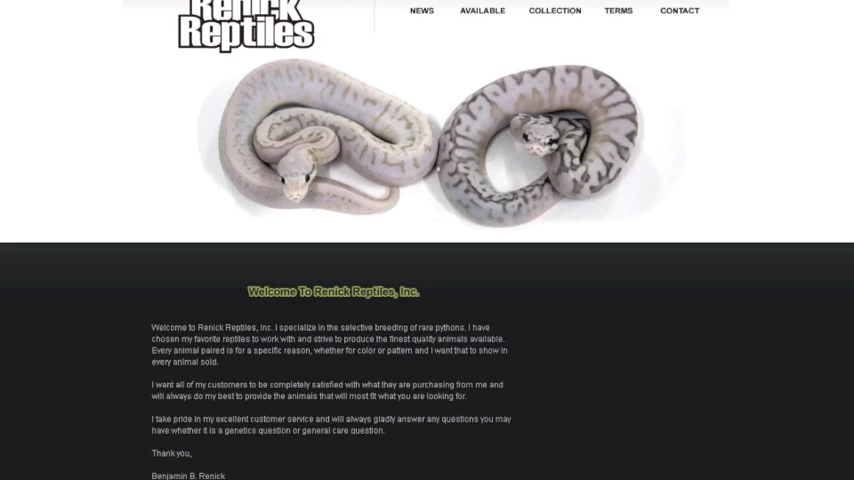 Renick
Reptiles
NEWS AVAILABLE COLLECTION TERMS CONTACT
Welcome To Renick Reptiles, Inc.
Welcome to Renick Reptiles, Inc. I specialize in the selective breeding of rare pythons. I have
chosen my favorite reptiles to work with and strive to produce the finest quality animals available.
Every animal paired is for a specific reason, whether for color or pattern and I want that to show in
every animal sold.
I want all of my customers to be completely satisfied with what they are purchasing from me and
will always do my best to provide the animals that will most fit what you are looking for.
I take pride in my excellent customer service and will always gladly answer any questions you may
have whether it is a genetics question or general care question.
Thank you,
Benjamin B. Renick